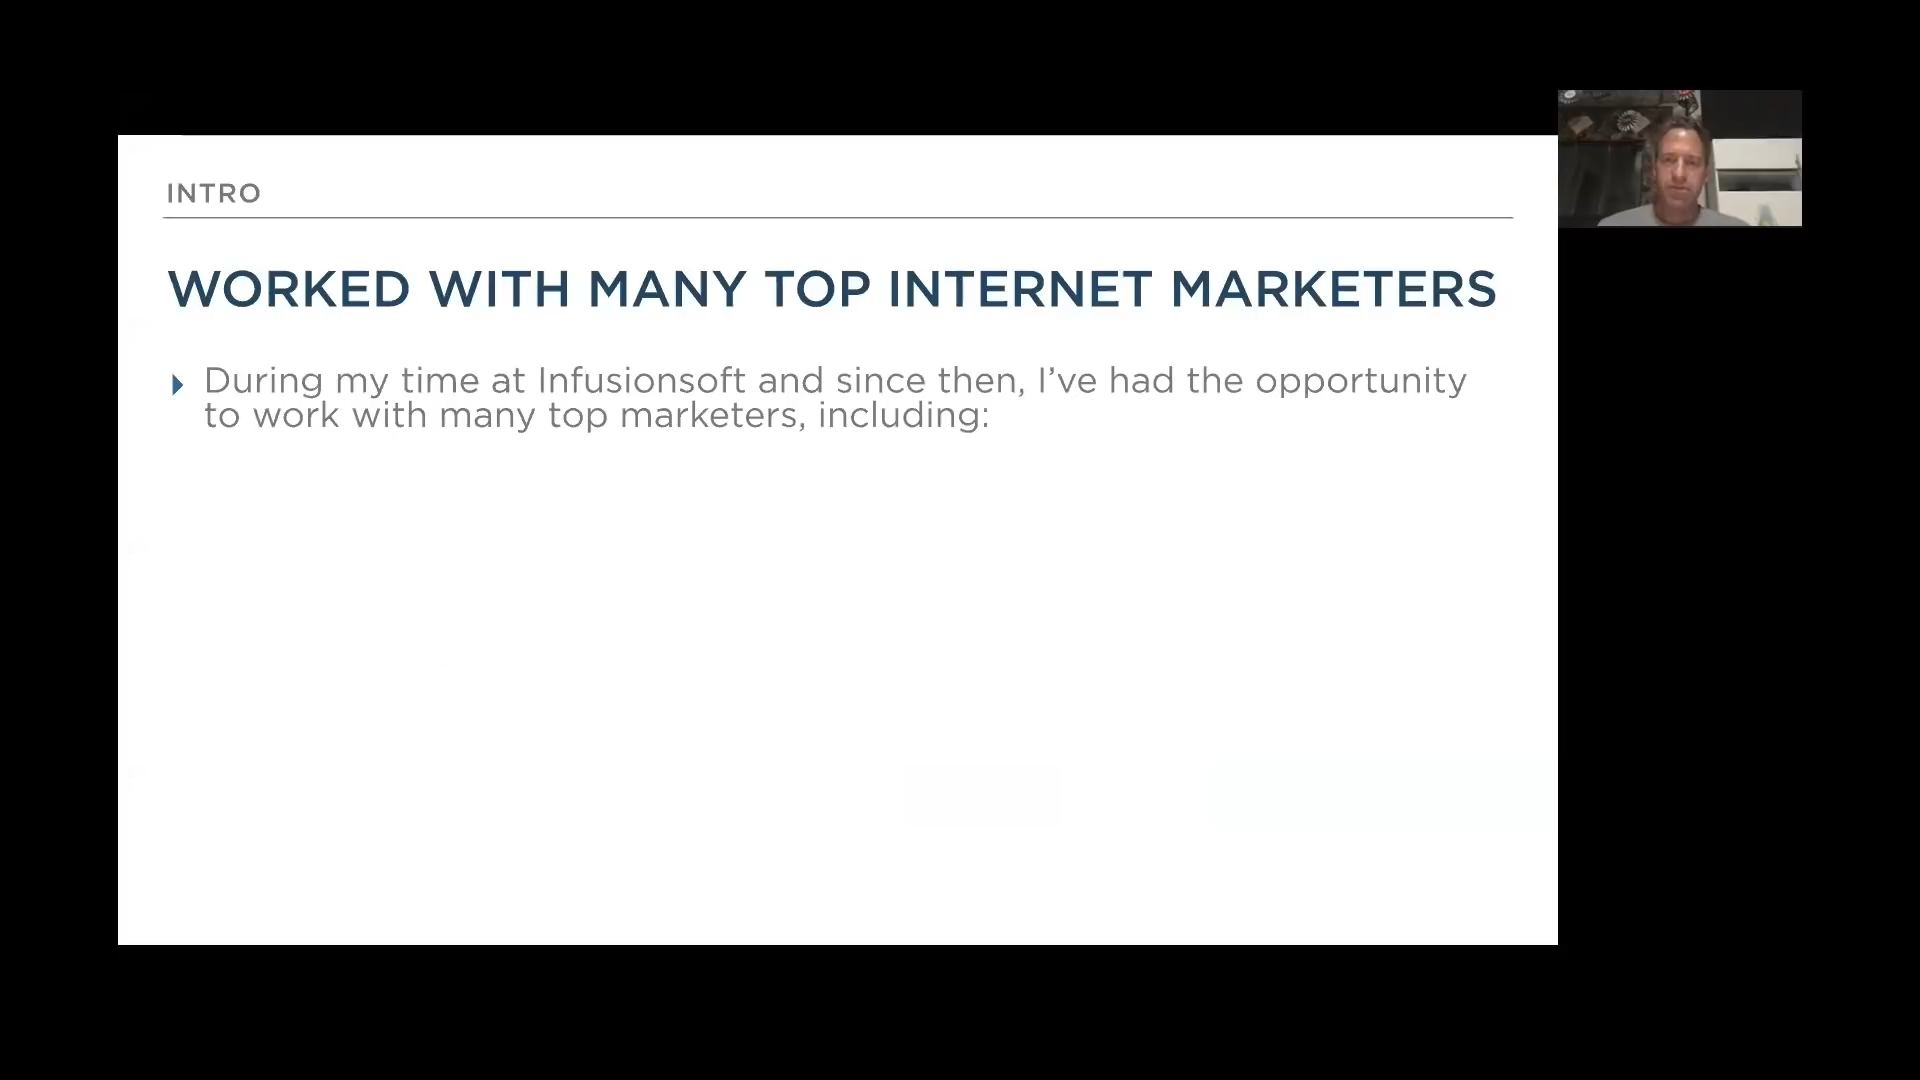 INTRO
WORKED WITH MANY TOP INTERNET MARKETERS
During my time at Infusionsoft and since then, I’ve had the opportunity
to work with many top marketers, including: